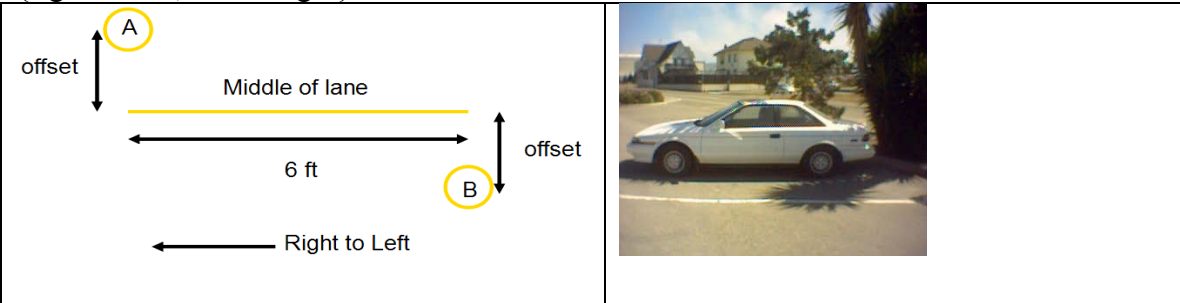 A
offset
Middle of lane
6 ft
offset
B
Right to Left